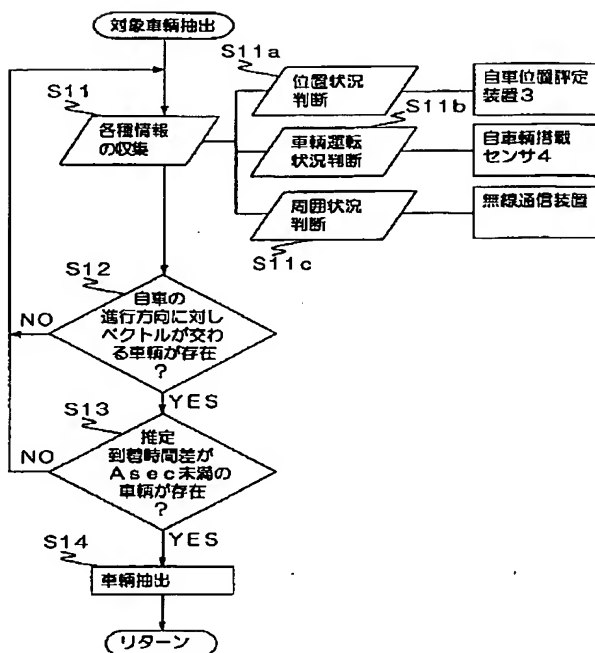 対象車輌抽出
S11
各種情報
の収集
S11a
位置状況
判断
自車位置評定
装置3
S11b
車輌運転
状況判断
自車輌搭載
センサ4
周囲状況
判断
無線通信装置
S11c
S12
自車の
進行方向に対し
ベクトルが交わ
る車輌が存在
?
NO
YES
S13
推定
到着時間差が
Asec未満の
車輌が存在
?
NO
YES
S14
車輌抽出
リターン